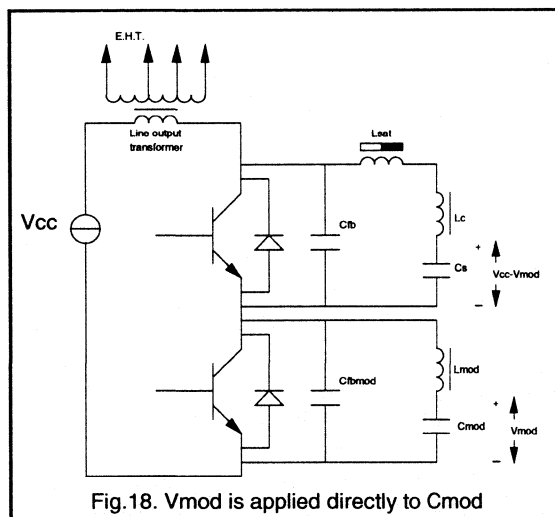 E.H.T.
Line output
transformer
Lsat
Vcc
Cfb
Lc
+
Cs
Vcc-Vmod
−
Cfbmod
Lmod
+
Cmod
Vmod
−
Fig.18. Vmod is applied directly to Cmod